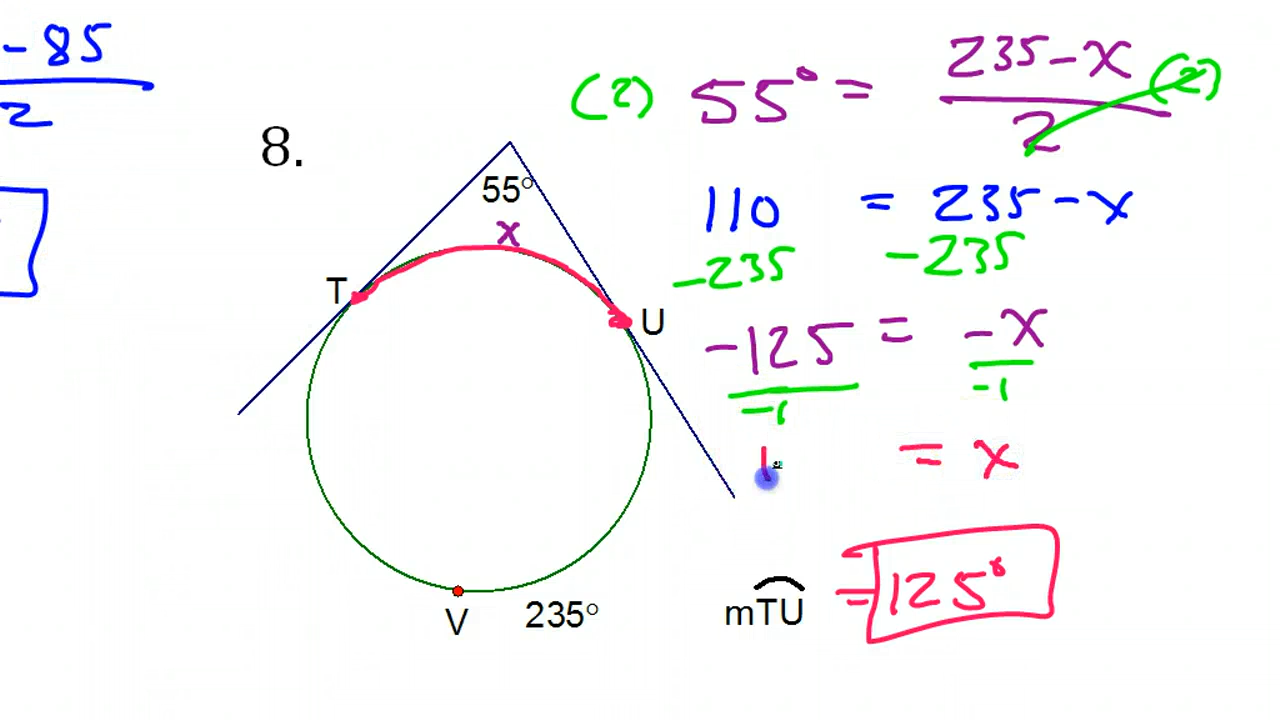 -85
2
8.
55°
x
T
U
V
235°
(2) 55° = 235-x (2)
2
110 = 235-x
-235 -235
-125 = -x
-1 -1
1 = x
mTU = 125°